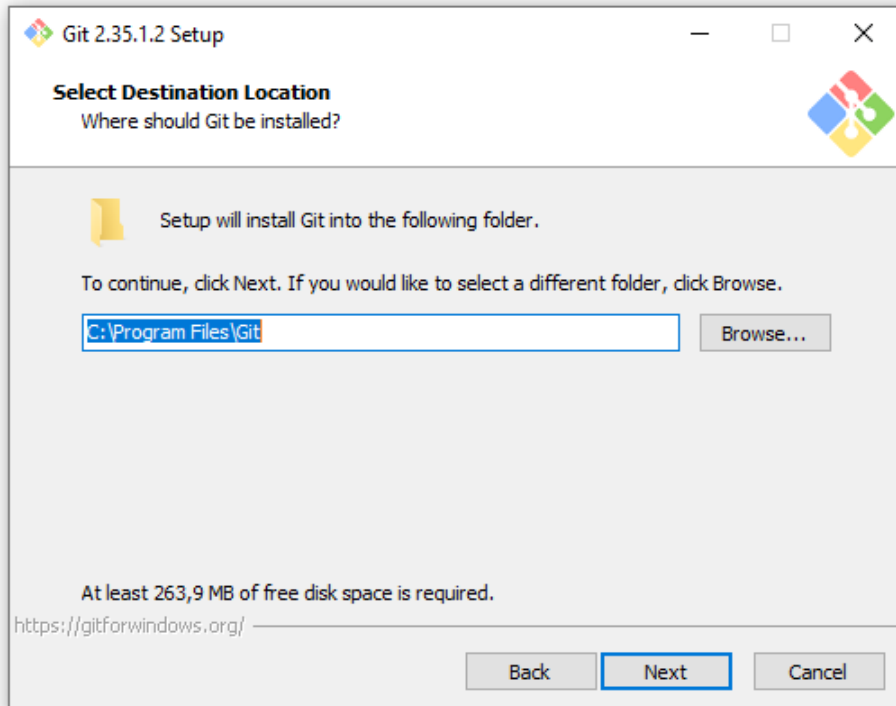 Git 2.35.1.2 Setup
Select Destination Location
Where should Git be installed?
Setup will install Git into the following folder.
To continue, click Next. If you would like to select a different folder, click Browse.
C:\Program Files\Git
Browse...
At least 263,9 MB of free disk space is required.
https://gitforwindows.org/
Back
Next
Cancel